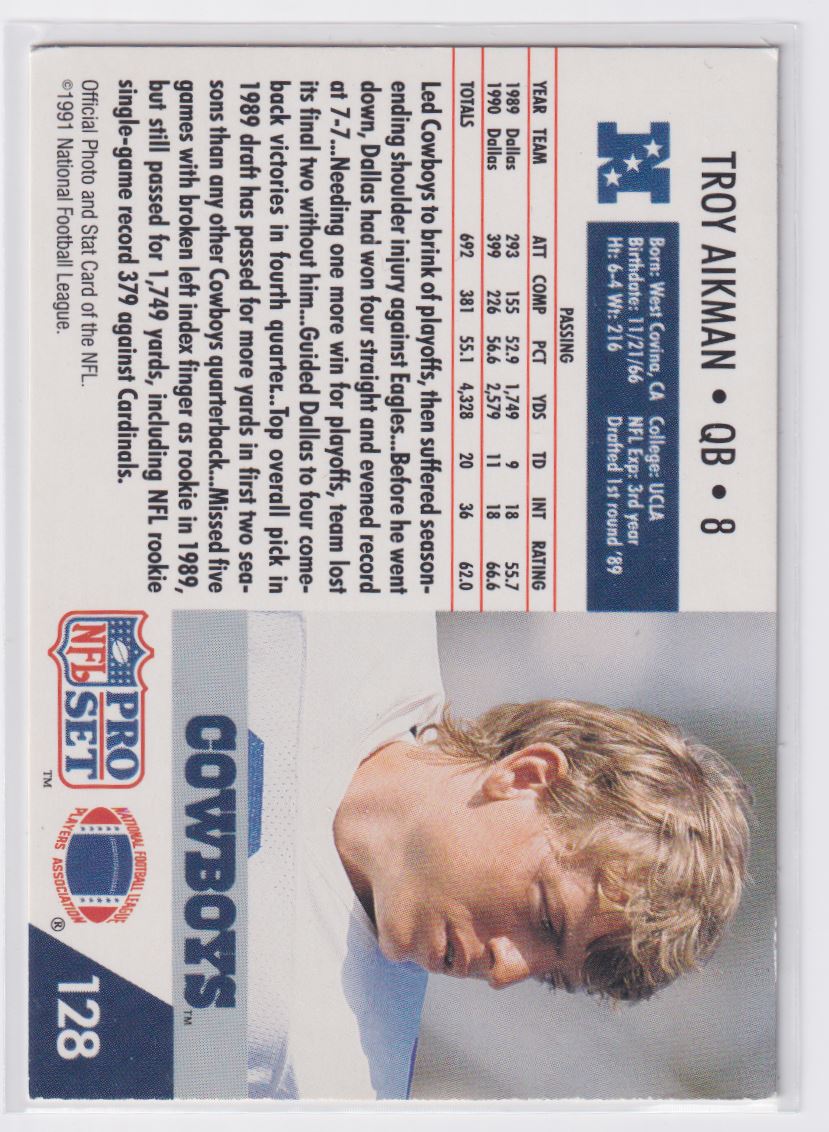 TROY AIKMAN • QB • 8
N
Born: West Covina, CA College: UCLA
Birthdate: 11/21/66 NFL Exp: 3rd year
Ht: 6-4 Wt: 216 Drafted 1st round '89
PASSING
YEAR TEAM ATT COMP PCT YDS TD INT RATING
1989 Dallas 293 155 52.9 1,749 9 18 55.7
1990 Dallas 399 226 56.6 2,579 11 18 66.6
TOTALS 692 381 55.1 4,328 20 36 62.0
Led Cowboys to brink of playoffs, then suffered season-
ending shoulder injury against Eagles...Before he went
down, Dallas had won four straight and evened record
at 7-7...Needing one more win for playoffs, team lost
its final two without him...Guided Dallas to four come-
back victories in fourth quarter...Top overall pick in
1989 draft has passed for more yards in first two sea-
sons than any other Cowboys quarterback...Missed five
games with broken left index finger as rookie in 1989,
but still passed for 1,749 yards, including NFL rookie
single-game record 379 against Cardinals.
Official Photo and Stat Card of the NFL.
©1991 National Football League.
COWBOYS™
NFL PRO SET™
NATIONAL FOOTBALL LEAGUE
PLAYERS ASSOCIATION®
128